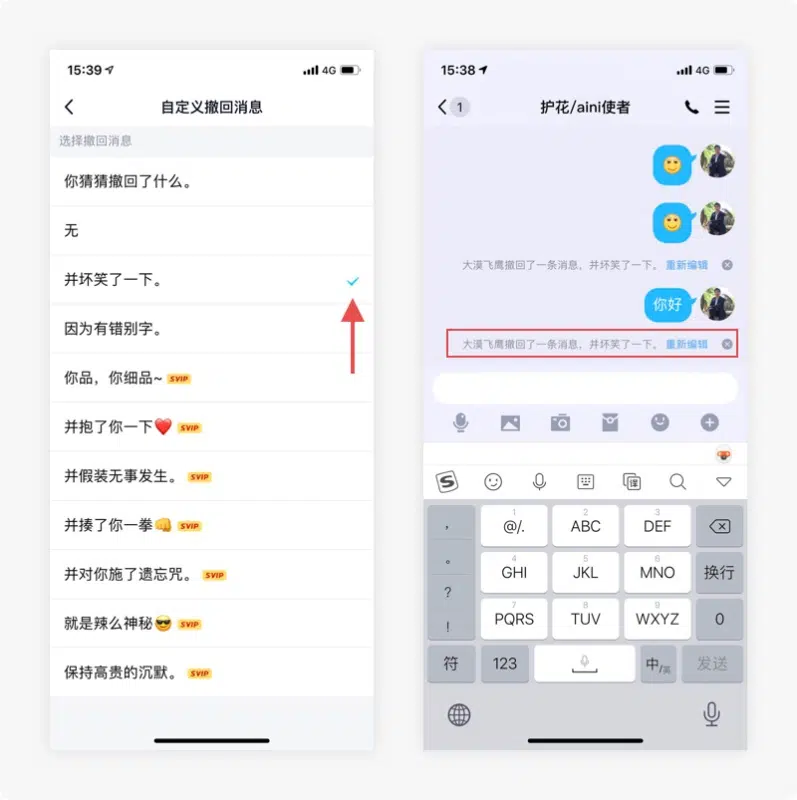 15:39
4G
自定义撤回消息
选择撤回消息
你猜猜撤回了什么。
无
并坏笑了一下。
因为有错别字。
你品，你细品~ SVIP
并抱了你一下❤️ SVIP
并假装无事发生。 SVIP
并揍了你一拳👊 SVIP
并对你施了遗忘咒。 SVIP
就是辣么神秘😎 SVIP
保持高贵的沉默。 SVIP
15:38
4G
1
护花/aini使者
大漠飞鹰撤回了一条消息，并坏笑了一下。 重新编辑
你好
大漠飞鹰撤回了一条消息，并坏笑了一下。 重新编辑
S
译
，
1
@/.
2
ABC
3
DEF
。
4
GHI
5
JKL
6
MNO
换行
?
!
7
PQRS
8
TUV
9
WXYZ
0
符
123
中/英
发送